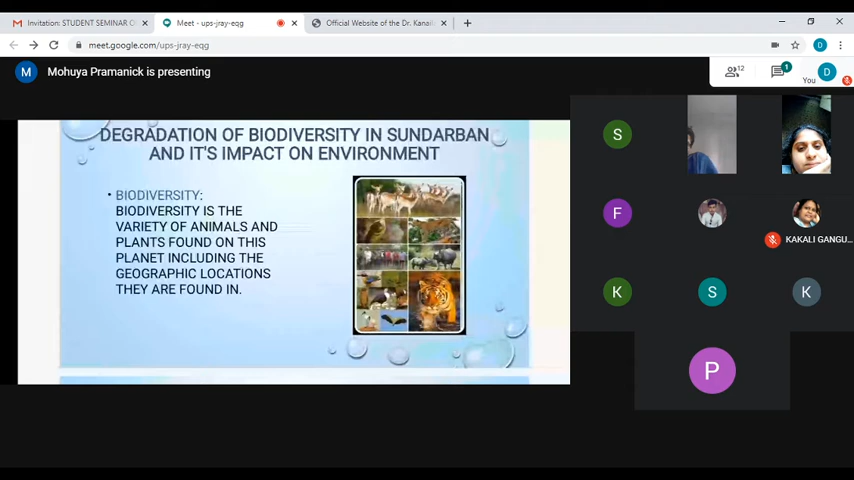 Invitation: STUDENT SEMINAR O
Meet - ups-jray-eqg
Official Website of the Dr. Kanail
meet.google.com/ups-jray-eqg
D
M
Mohuya Pramanick is presenting
12
1
D
You
DEGRADATION OF BIODIVERSITY IN SUNDARBAN
AND IT'S IMPACT ON ENVIRONMENT
• BIODIVERSITY:
BIODIVERSITY IS THE
VARIETY OF ANIMALS AND
PLANTS FOUND ON THIS
PLANET INCLUDING THE
GEOGRAPHIC LOCATIONS
THEY ARE FOUND IN.
S
F
KAKALI GANGU...
K
S
K
P